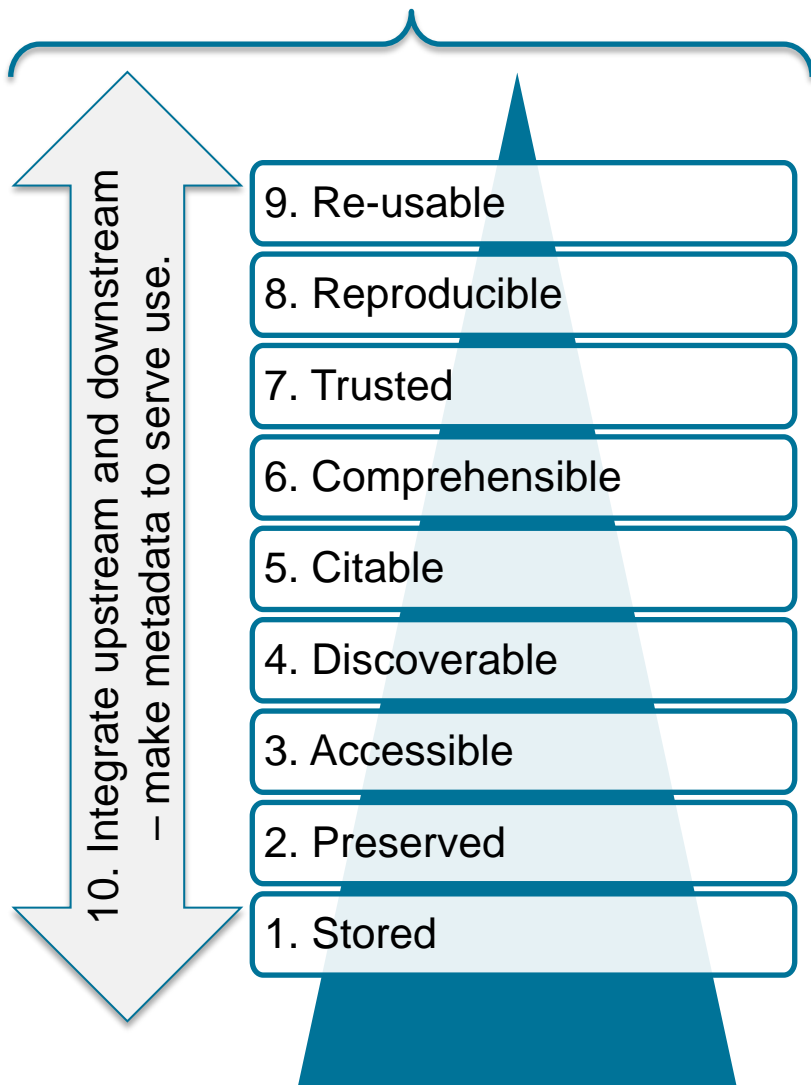 10. Integrate upstream and downstream
– make metadata to serve use.
9. Re-usable
8. Reproducible
7. Trusted
6. Comprehensible
5. Citable
4. Discoverable
3. Accessible
2. Preserved
1. Stored